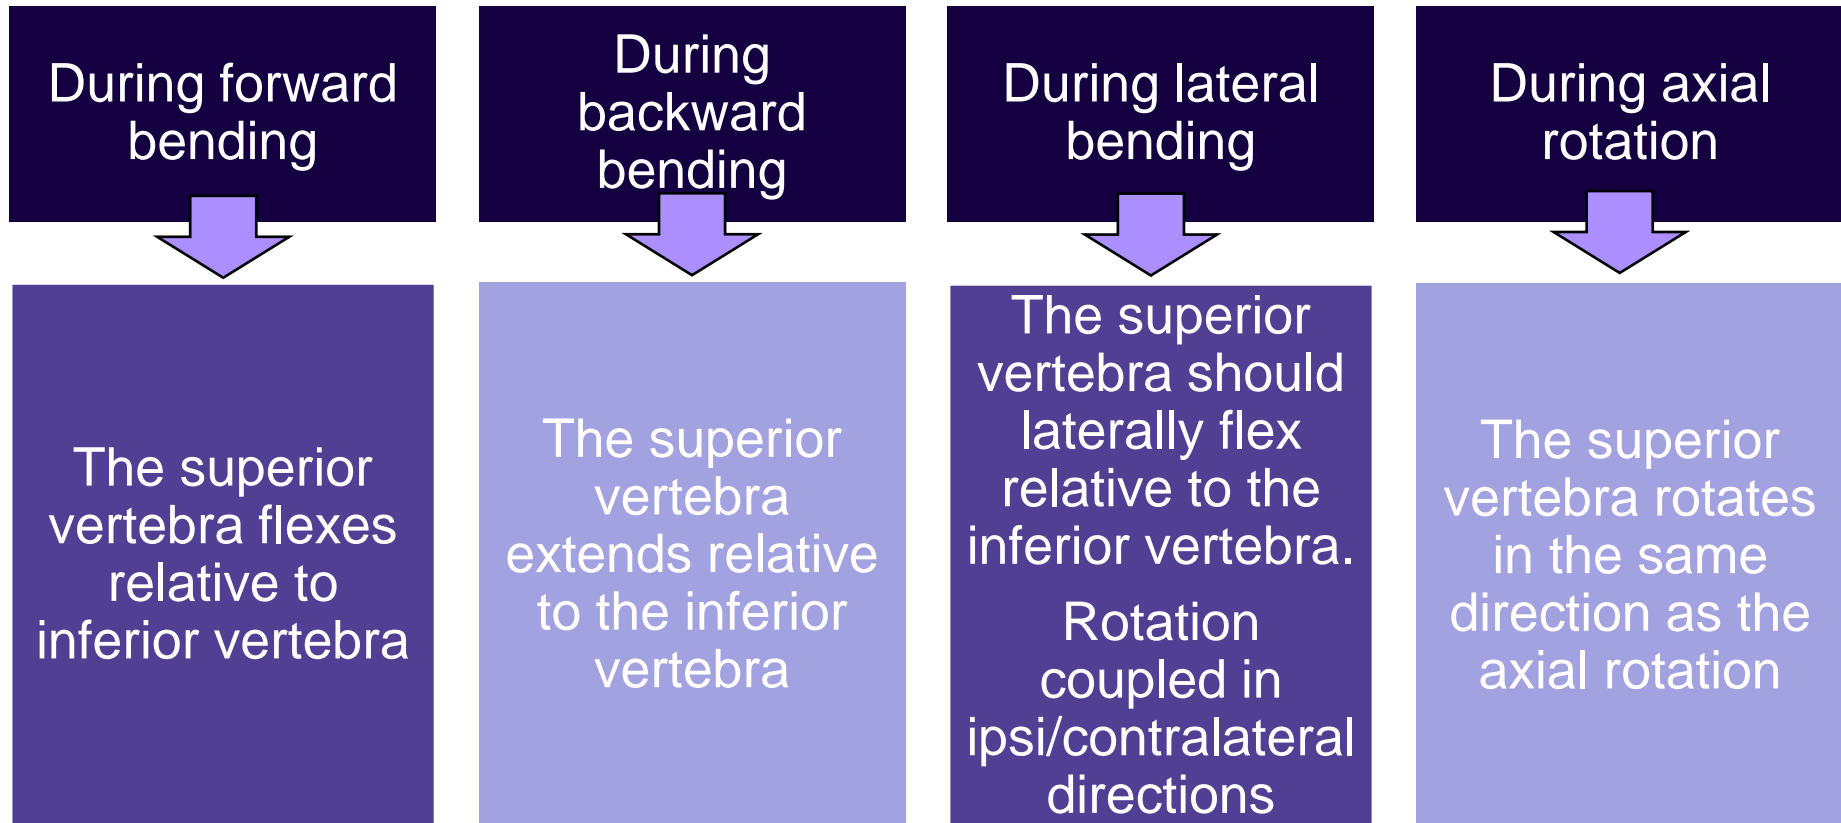 During forward
bending
The superior
vertebra flexes
relative to
inferior vertebra
During
backward
bending
The superior
vertebra
extends relative
to the inferior
vertebra
During lateral
bending
The superior
vertebra should
laterally flex
relative to the
inferior vertebra.
Rotation
coupled in
ipsi/contralateral
directions
During axial
rotation
The superior
vertebra rotates
in the same
direction as the
axial rotation